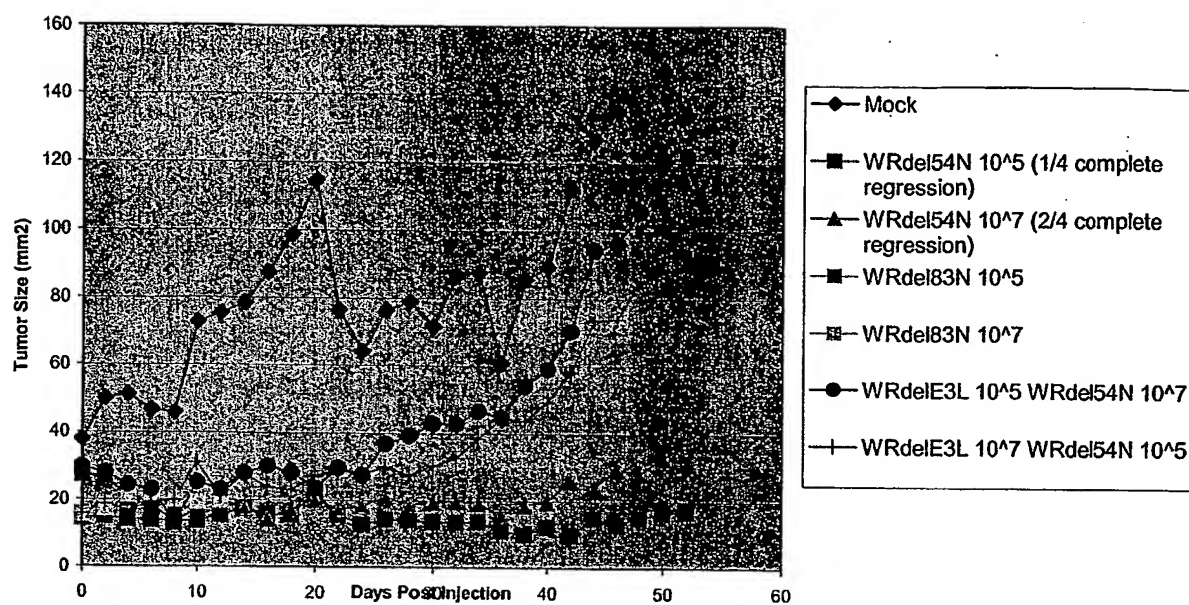 160
140
120
100
80
60
40
20
0
Tumor Size (mm2)
0
10
20
30
40
50
60
Days Post Injection
Mock
WRdel54N 10^5 (1/4 complete
regression)
WRdel54N 10^7 (2/4 complete
regression)
WRdel83N 10^5
WRdel83N 10^7
WRdelE3L 10^5 WRdel54N 10^7
WRdelE3L 10^7 WRdel54N 10^5